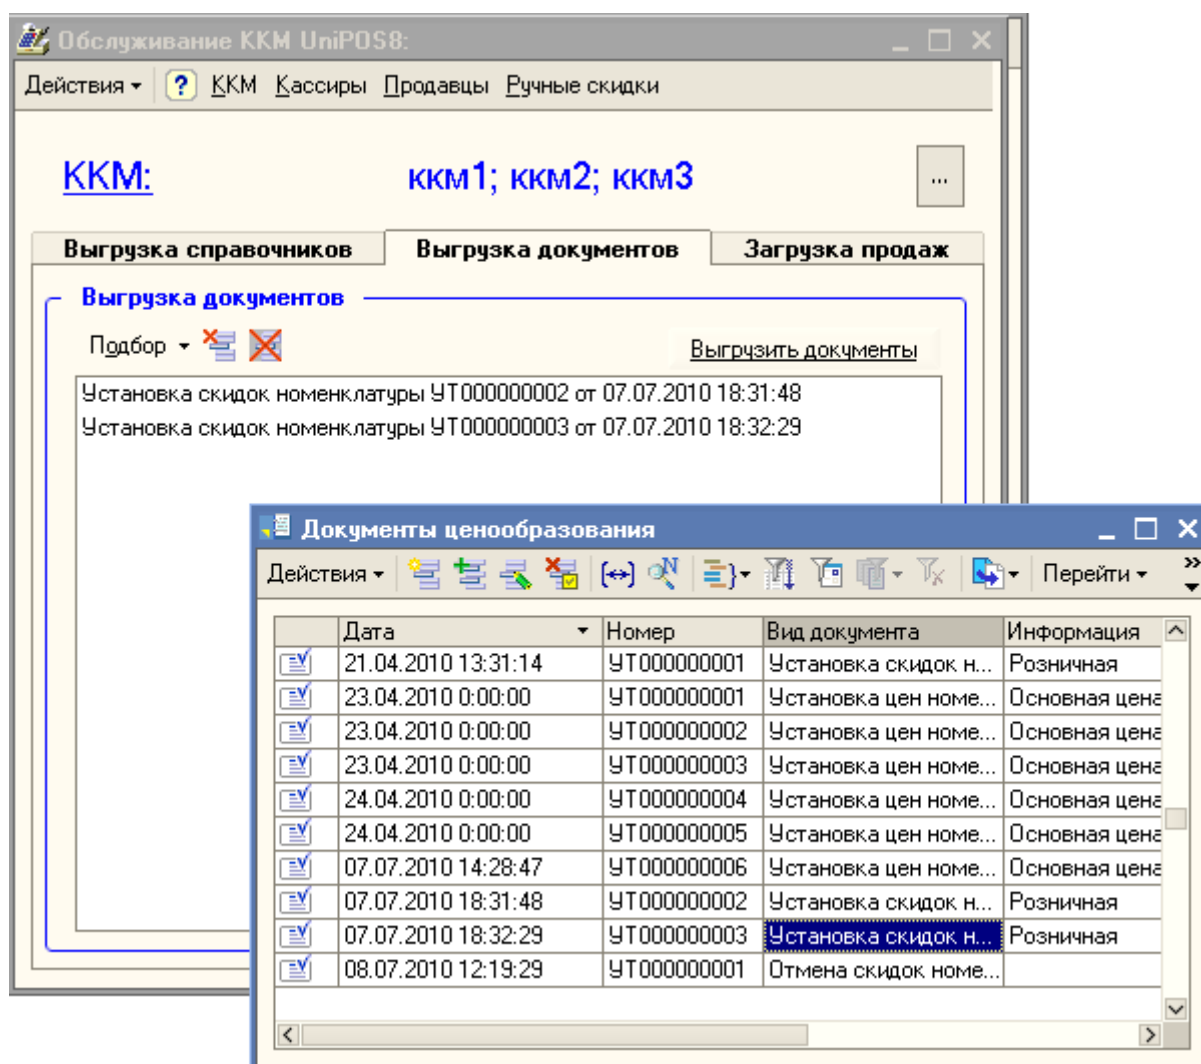 Обслуживание ККМ UniPOS8:
Действия ? ККМ Кассиры Продавцы Ручные скидки
ККМ: ккм1; ккм2; ккм3 ...
Выгрузка справочников Выгрузка документов Загрузка продаж
Выгрузка документов
Подбор Выгрузить документы
Установка скидок номенклатуры УТ000000002 от 07.07.2010 18:31:48
Установка скидок номенклатуры УТ000000003 от 07.07.2010 18:32:29
Документы ценообразования
Действия Перейти
Дата Номер Вид документа Информация
21.04.2010 13:31:14 УТ000000001 Установка скидок н... Розничная
23.04.2010 0:00:00 УТ000000001 Установка цен номе... Основная цена
23.04.2010 0:00:00 УТ000000002 Установка цен номе... Основная цена
23.04.2010 0:00:00 УТ000000003 Установка цен номе... Основная цена
24.04.2010 0:00:00 УТ000000004 Установка цен номе... Основная цена
24.04.2010 0:00:00 УТ000000005 Установка цен номе... Основная цена
07.07.2010 14:28:47 УТ000000006 Установка цен номе... Основная цена
07.07.2010 18:31:48 УТ000000002 Установка скидок н... Розничная
07.07.2010 18:32:29 УТ000000003 Установка скидок н... Розничная
08.07.2010 12:19:29 УТ000000001 Отмена скидок номе...